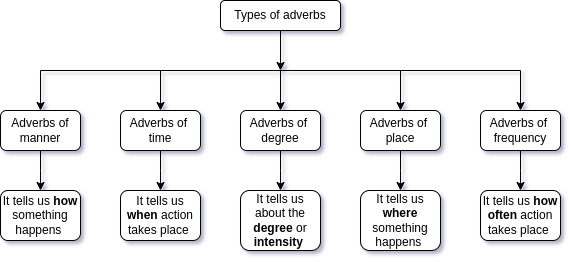 Types of adverbs
Adverbs of
manner
Adverbs of
time
Adverbs of
degree
Adverbs of
place
Adverbs of
frequency
It tells us how
something
happens
It tells us
when action
takes place
It tells us
about the
degree or
intensity
It tells us
where
something
happens
It tells us how
often action
takes place